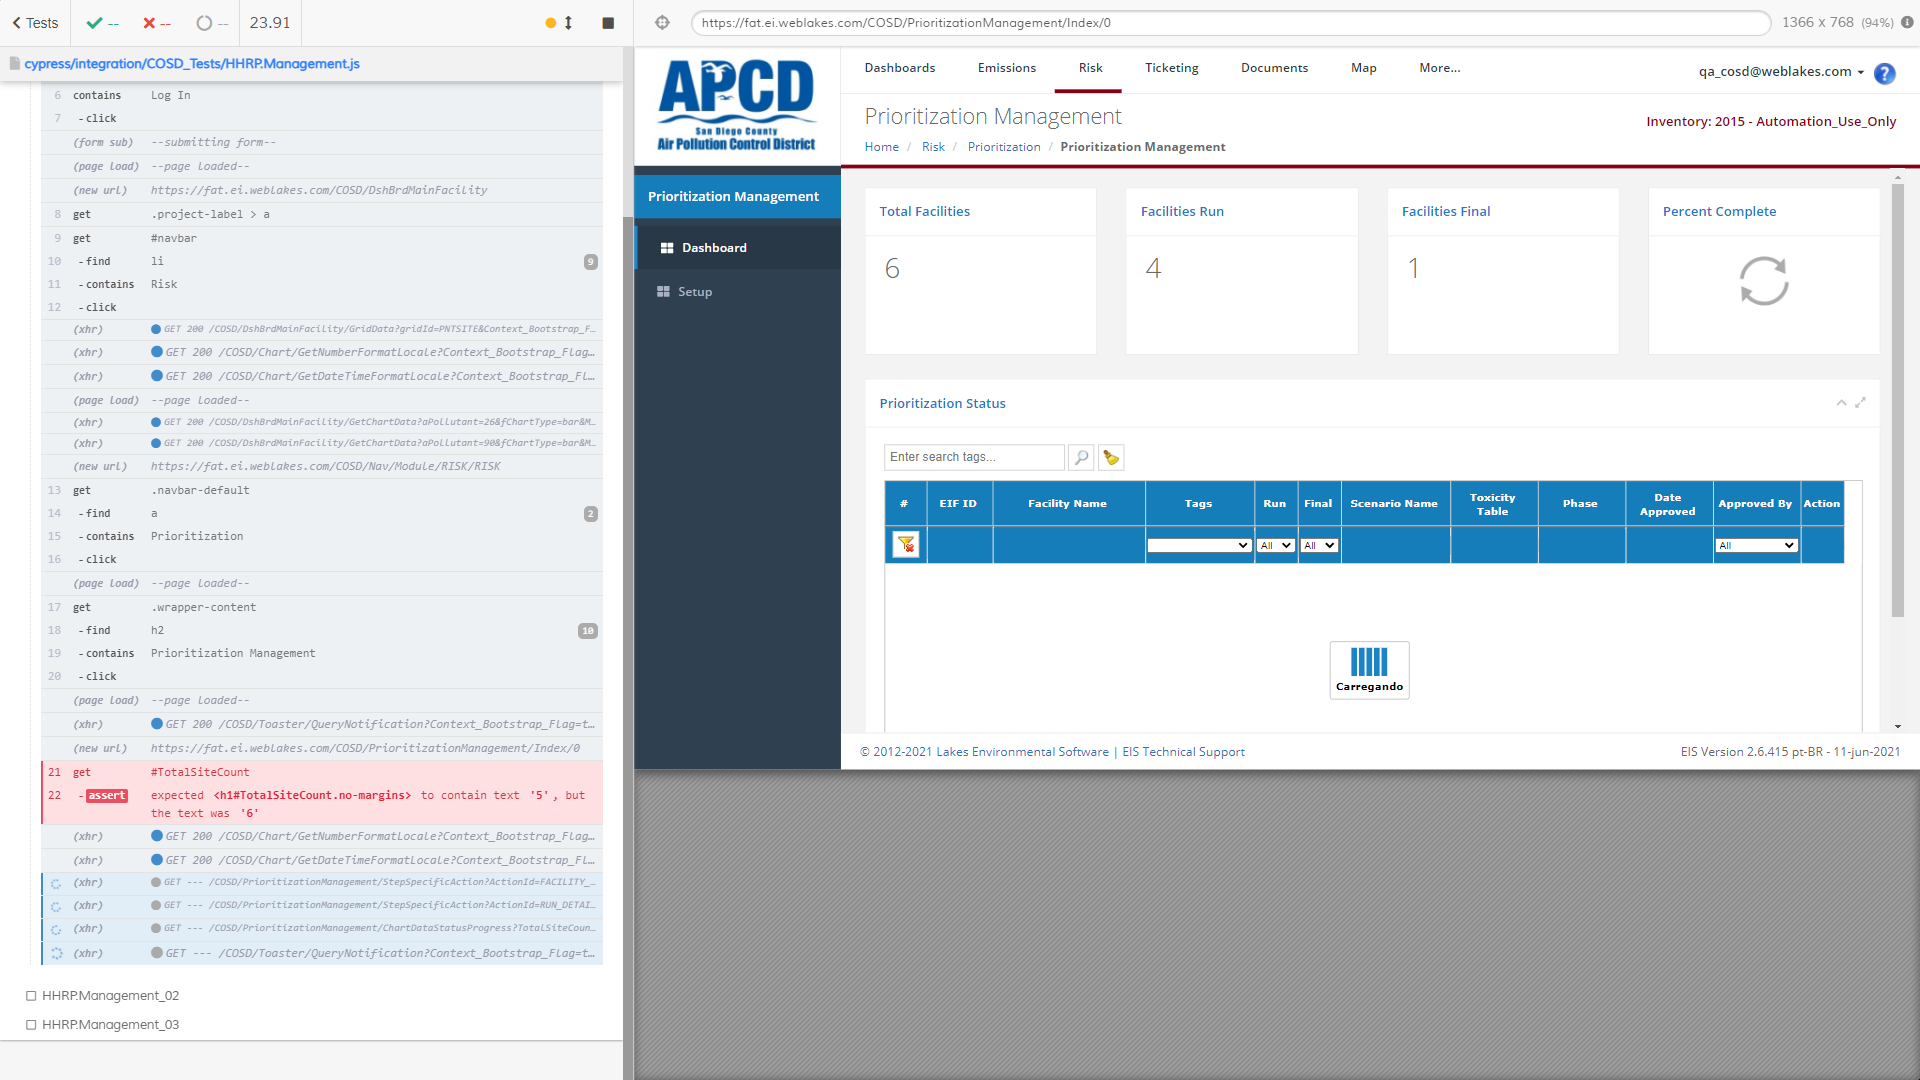 Tests
--
--
--
23.91
cypress/integration/COSD_Tests/HHRP.Management.js
6 contains Log In
7 -click
(form sub) --submitting form--
(page load) --page loaded--
(new url) https://fat.ei.weblakes.com/COSD/DshBrdMainFacility
8 get .project-label > a
9 get #navbar
10 -find li 9
11 -contains Risk
12 -click
(xhr) GET 200 /COSD/DshBrdMainFacility/GridData?gridId=PNTSITE&Context_Bootstrap_F...
(xhr) GET 200 /COSD/Chart/GetNumberFormatLocale?Context_Bootstrap_Flag...
(xhr) GET 200 /COSD/Chart/GetDateTimeFormatLocale?Context_Bootstrap_Fl...
(page load) --page loaded--
(xhr) GET 200 /COSD/DshBrdMainFacility/GetChartData?aPollutant=26&fChartType=bar&M...
(xhr) GET 200 /COSD/DshBrdMainFacility/GetChartData?aPollutant=90&fChartType=bar&M...
(new url) https://fat.ei.weblakes.com/COSD/Nav/Module/RISK/RISK
13 get .navbar-default
14 -find a 2
15 -contains Prioritization
16 -click
(page load) --page loaded--
17 get .wrapper-content
18 -find h2 10
19 -contains Prioritization Management
20 -click
(page load) --page loaded--
(xhr) GET 200 /COSD/Toaster/QueryNotification?Context_Bootstrap_Flag=t...
(new url) https://fat.ei.weblakes.com/COSD/PrioritizationManagement/Index/0
21 get #TotalSiteCount
22 -assert expected <h1#TotalSiteCount.no-margins> to contain text '5', but
the text was '6'
(xhr) GET 200 /COSD/Chart/GetNumberFormatLocale?Context_Bootstrap_Flag...
(xhr) GET 200 /COSD/Chart/GetDateTimeFormatLocale?Context_Bootstrap_Fl...
(xhr) GET --- /COSD/PrioritizationManagement/StepSpecificAction?ActionId=FACILITY_...
(xhr) GET --- /COSD/PrioritizationManagement/StepSpecificAction?ActionId=RUN_DETAI...
(xhr) GET --- /COSD/PrioritizationManagement/ChartDataStatusProgress?TotalSiteCoun...
(xhr) GET --- /COSD/Toaster/QueryNotification?Context_Bootstrap_Flag=t...
HHRP.Management_02
HHRP.Management_03
https://fat.ei.weblakes.com/COSD/PrioritizationManagement/Index/0
1366 x 768 (94%)
APCD
San Diego County
Air Pollution Control District
Dashboards Emissions Risk Ticketing Documents Map More...
qa_cosd@weblakes.com ?
Prioritization Management
Inventory: 2015 - Automation_Use_Only
Home / Risk / Prioritization / Prioritization Management
Prioritization Management
Dashboard
Setup
Total Facilities
6
Facilities Run
4
Facilities Final
1
Percent Complete
Prioritization Status
Enter search tags...
# EIF ID Facility Name Tags Run Final Scenario Name Toxicity Table Phase Date Approved Approved By Action
All All All
Carregando
© 2012-2021 Lakes Environmental Software | EIS Technical Support
EIS Version 2.6.415 pt-BR - 11-jun-2021